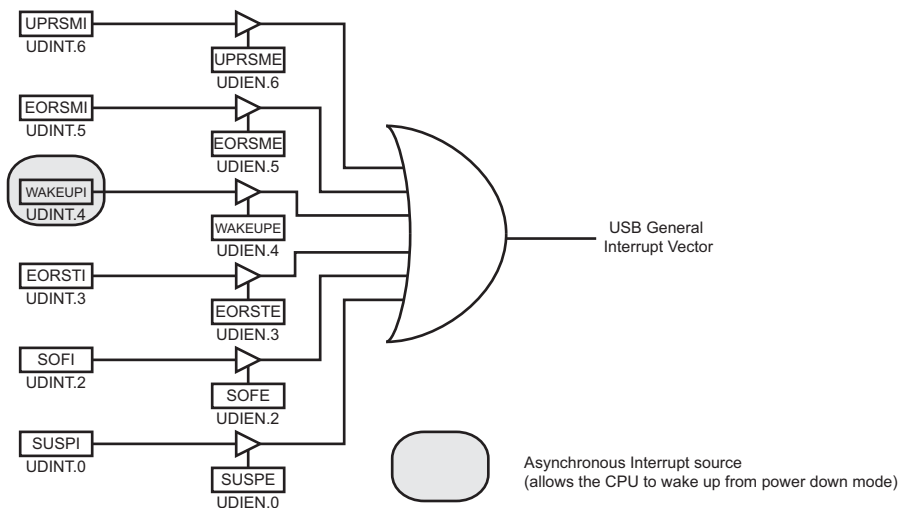 UPRSMI
UDINT.6
UPRSME
UDIEN.6
EORSMI
UDINT.5
EORSME
UDIEN.5
WAKEUPI
UDINT.4
WAKEUPE
UDIEN.4
EORSTI
UDINT.3
EORSTE
UDIEN.3
SOFI
UDINT.2
SOFE
UDIEN.2
SUSPI
UDINT.0
SUSPE
UDIEN.0
USB General
Interrupt Vector
Asynchronous Interrupt source
(allows the CPU to wake up from power down mode)